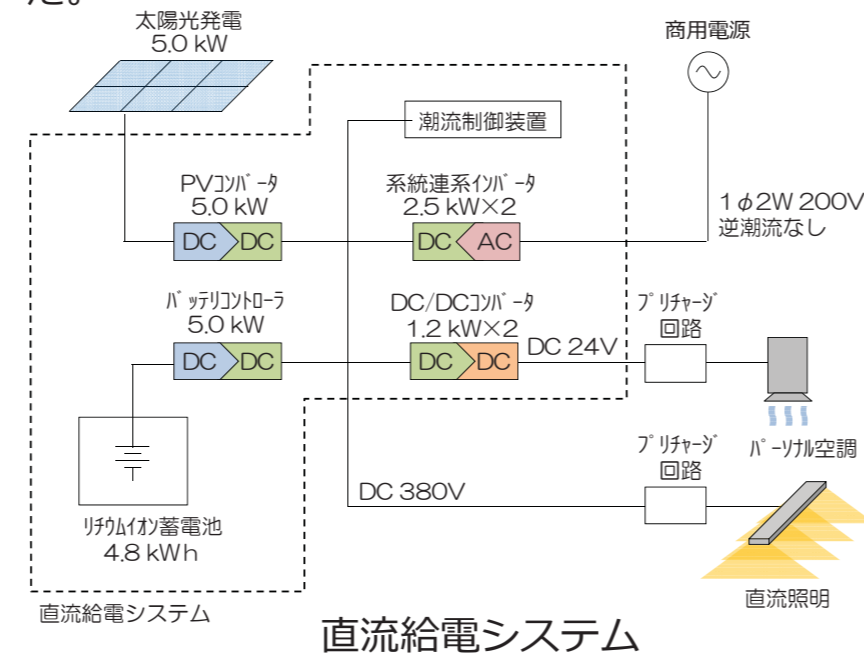 た。
太陽光発電
5.0 kW
商用電源
潮流制御装置
PVコンバータ
5.0 kW
DC DC
系統連系インバータ
2.5 kW×2
DC AC
1φ2W 200V
逆潮流なし
バッテリコントローラ
5.0 kW
DC DC
DC/DCコンバータ
1.2 kW×2
DC DC
DC 24V
プリチャージ
回路
パーソナル空調
リチウムイオン蓄電池
4.8 kWh
DC 380V
プリチャージ
回路
直流照明
直流給電システム
直流給電システム